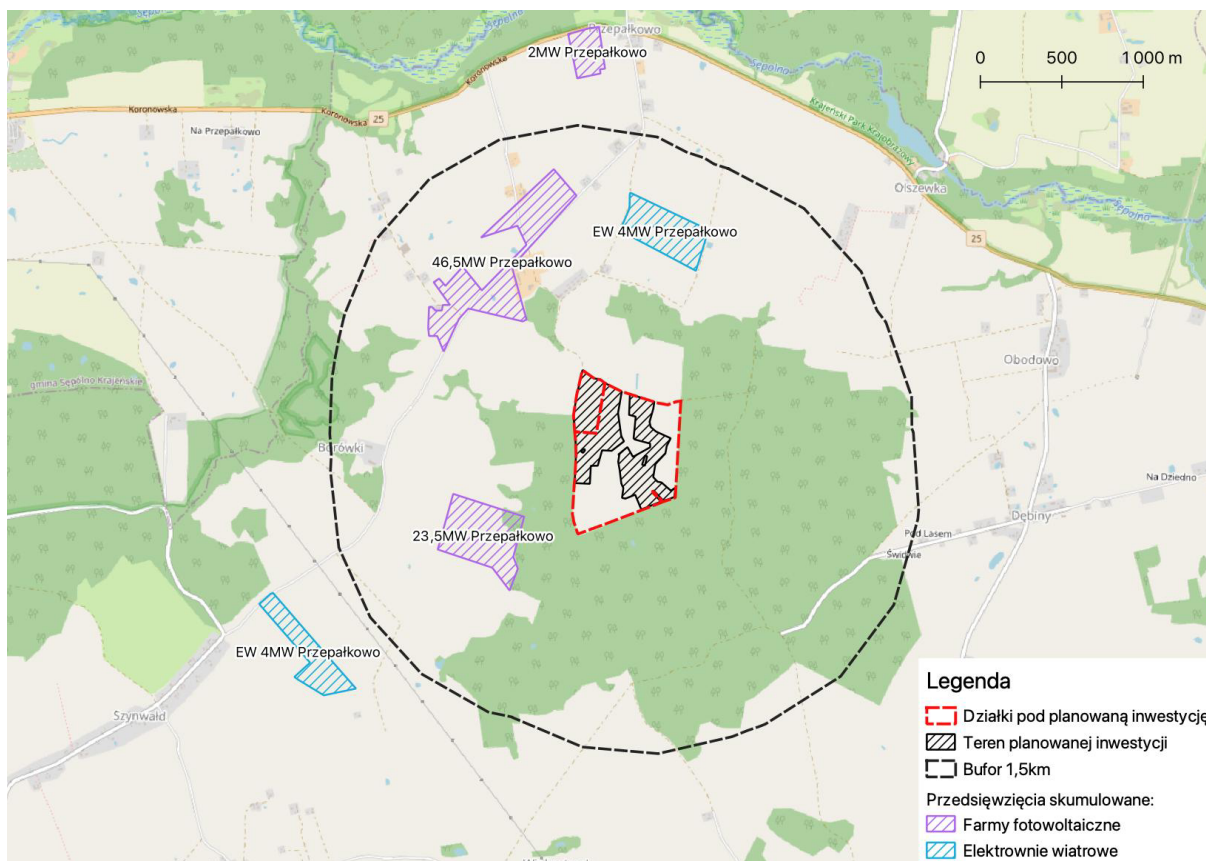 Przepałkowo
2MW Przepałkowo
0 500 1 000 m
Koronowska
Sępolno
Koronowska
Koronowska
25
Na Przepałkowo
Krajeński Park Krajobrazowy
Olszewka
Sępolno
EW 4MW Przepałkowo
25
46,5MW Przepałkowo
Obodowo
gmina Sępólno Krajeńskie
Borówki
Na Dziedno
Dębiny
23,5MW Przepałkowo
Pod Lasem
Świdwie
EW 4MW Przepałkowo
Szynwałd
Legenda
Działki pod planowaną inwestycję
Teren planowanej inwestycji
Bufor 1,5km
Przedsięwzięcia skumulowane:
Farmy fotowoltaiczne
Elektrownie wiatrowe